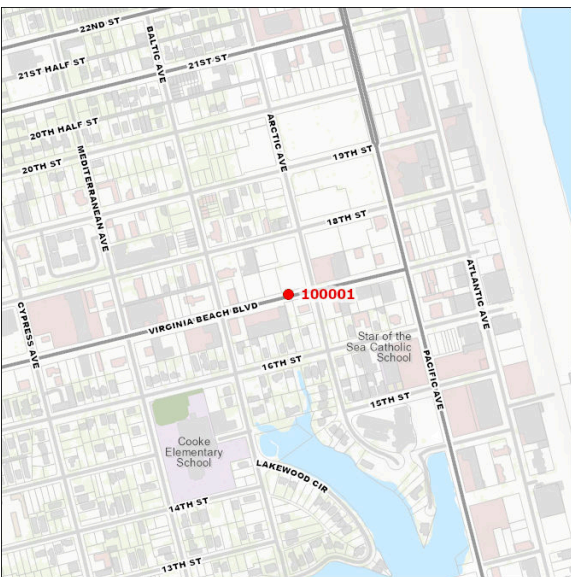 22ND ST
BALTIC AVE
21ST HALF ST
21ST ST
20TH HALF ST
ARCTIC AVE
20TH ST
MEDITERRANEAN AVE
19TH ST
18TH ST
ATLANTIC AVE
100001
CYPRESS AVE
VIRGINIA BEACH BLVD
Star of the
Sea Catholic
School
PACIFIC AVE
16TH ST
15TH ST
Cooke
Elementary
School
LAKEWOOD CIR
14TH ST
13TH ST